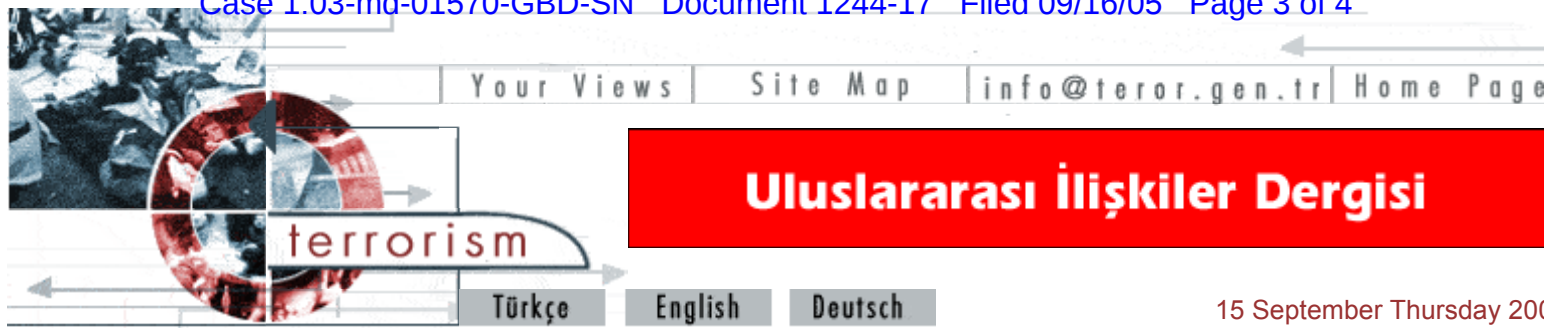 Case 1:03-md-01570-GBD-SN Document 1244-17 Filed 09/16/05 Page 3 of 4
Your Views Site Map info@teror.gen.tr Home Page
Uluslararası İlişkiler Dergisi
terrorism
Türkçe English Deutsch
15 September Thursday 200